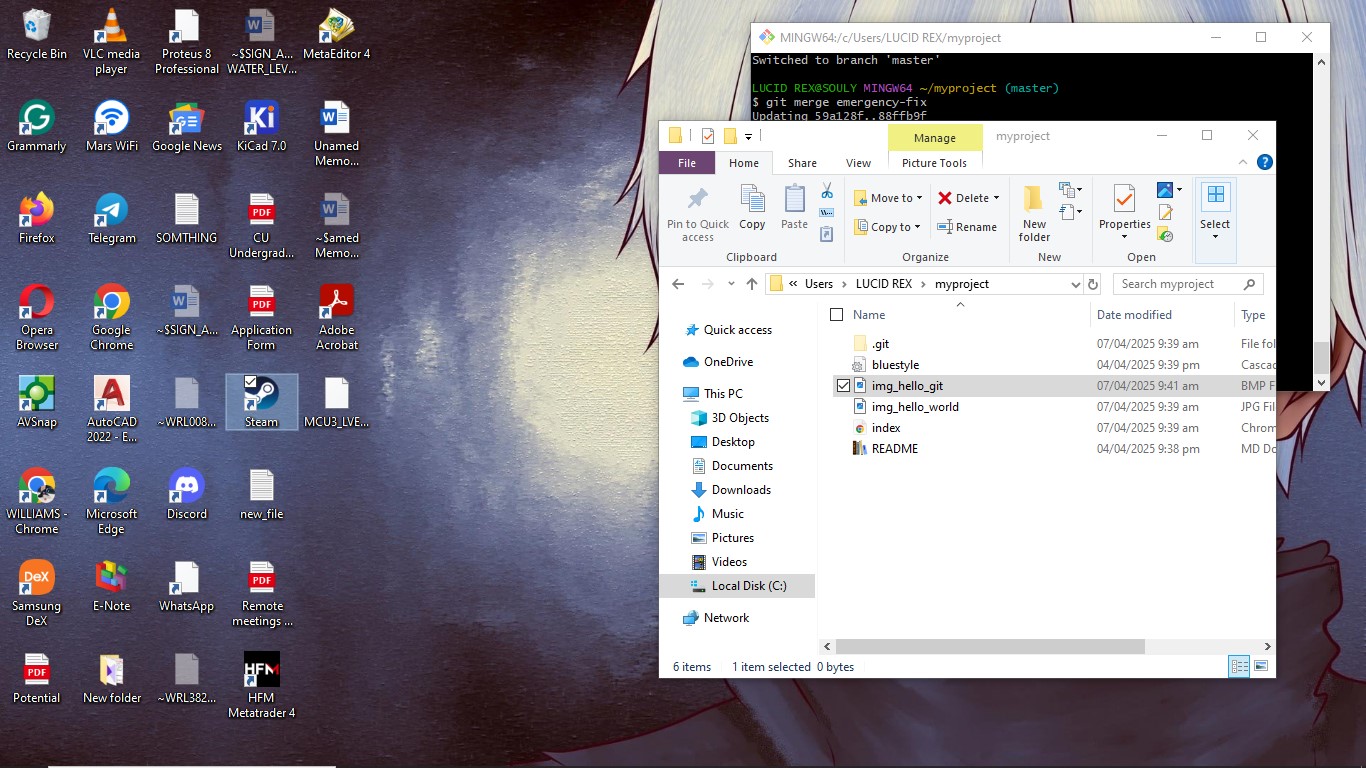 Recycle Bin
VLC media
player
Proteus 8
Professional
~$SIGN_A...
WATER_LEV...
MetaEditor 4
Grammarly
Mars WiFi
Google News
KiCad 7.0
Unamed
Memo...
Firefox
Telegram
SOMTHING
CU
Undergrad...
~$amed
Memo...
Opera
Browser
Google
Chrome
~$SIGN_A...
Application
Form
Adobe
Acrobat
AVSnap
AutoCAD
2022 - E...
~WRL008...
Steam
MCU3_LVE...
WILLIAMS -
Chrome
Microsoft
Edge
Discord
new_file
Samsung
DeX
E-Note
WhatsApp
Remote
meetings ...
Potential
New folder
~WRL382...
HFM
Metatrader 4
MINGW64:/c/Users/LUCID REX/myproject
Switched to branch 'master'
LUCID REX@SOULY MINGW64 ~/myproject (master)
$ git merge emergency-fix
Updating 59a128f..88ffb9f
Manage myproject
File Home Share View Picture Tools
Pin to Quick
access
Copy
Paste
Clipboard
Move to
Copy to
Delete
Rename
Organize
New
folder
New
Properties
Open
Select
« Users > LUCID REX > myproject
Search myproject
Quick access
OneDrive
This PC
3D Objects
Desktop
Documents
Downloads
Music
Pictures
Videos
Local Disk (C:)
Network
Name Date modified Type
.git 07/04/2025 9:39 am File fol
bluestyle 04/04/2025 9:39 pm Cascad
img_hello_git 07/04/2025 9:41 am BMP F
img_hello_world 07/04/2025 9:39 am JPG Fil
index 07/04/2025 9:39 am Chrom
README 04/04/2025 9:38 pm MD Do
6 items 1 item selected 0 bytes